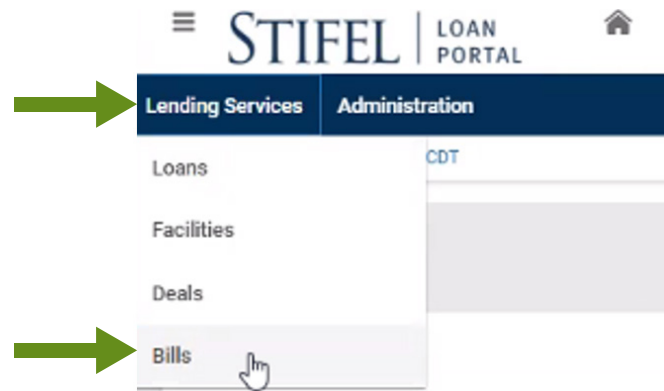 STIFEL LOAN PORTAL
Lending Services Administration
CDT
Loans
Facilities
Deals
Bills